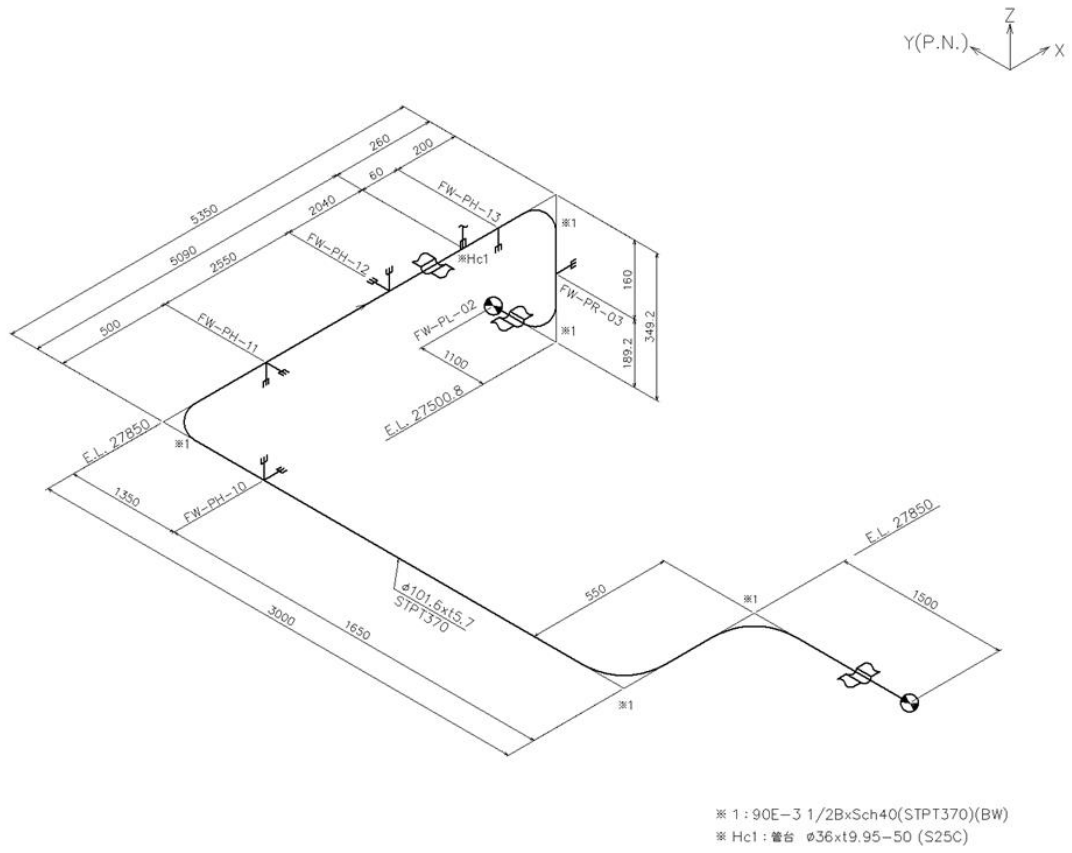 Z
Y(P.N.)
X
260
200
60
5350
2040
FW-PH-13
5090
2550
FW-PH-12
※1
※Hc1
160
349.2
500
FW-PL-02
FW-PR-03
FW-PH-11
※1
189.2
1100
E.L. 27500.8
E.L. 27850
※1
1350
FW-PH-10
E.L. 27850
550
※1
1500
φ101.6xt5.7
STPT370
3000
1650
※1
※ 1：90E-3 1/2BxSch40(STPT370)(BW)
※ Hc1：管台 φ36xt9.95-50 (S25C)